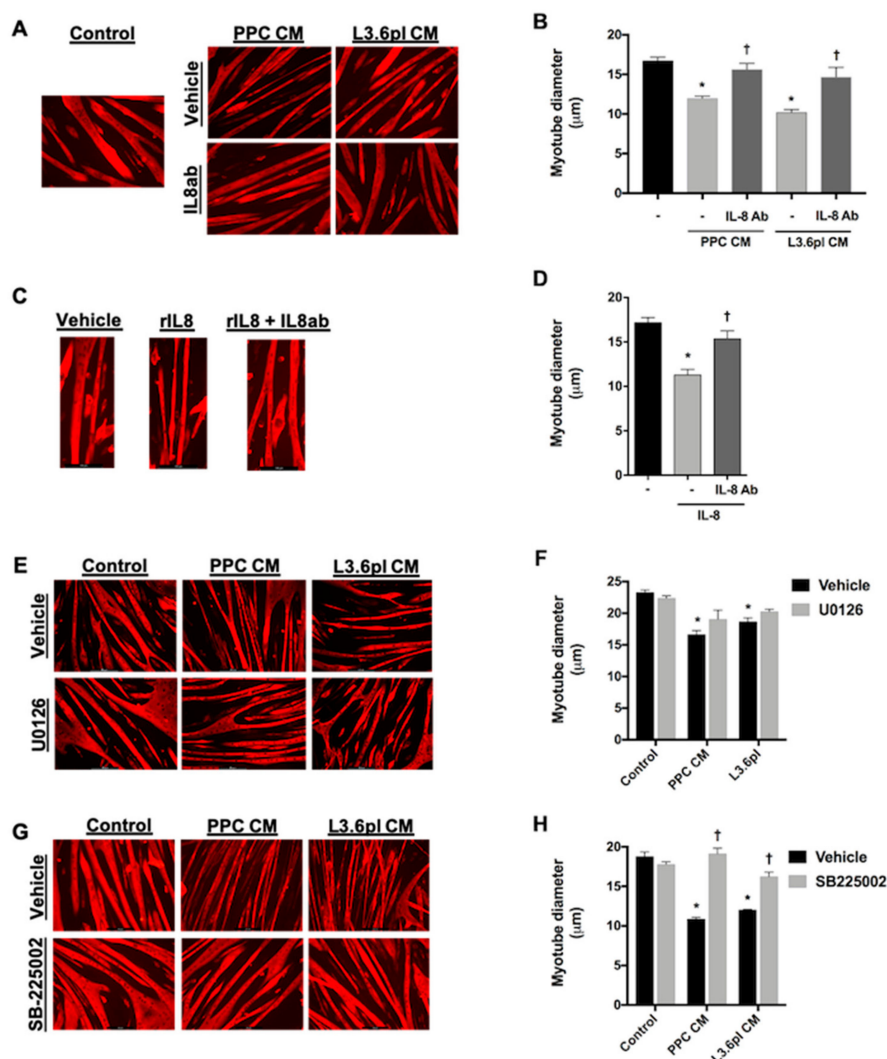 A
Control
PPC CM
L3.6pl CM
Vehicle
IL8ab
B
Myotube diameter
(μm)
20
15
10
5
0
*
†
*
†
-
-
IL-8 Ab
-
IL-8 Ab
PPC CM
L3.6pl CM
C
Vehicle
rIL8
rIL8 + IL8ab
D
Myotube diameter
(μm)
20
15
10
5
0
*
†
-
-
IL-8 Ab
IL-8
E
Control
PPC CM
L3.6pl CM
Vehicle
U0126
F
Myotube diameter
(μm)
25
20
15
10
5
0
*
*
Vehicle
U0126
Control
PPC CM
L3.6pl
G
Control
PPC CM
L3.6pl CM
Vehicle
SB-225002
H
Myotube diameter
(μm)
20
15
10
5
0
*
†
*
†
Vehicle
SB225002
Control
PPC CM
L3.6pl CM